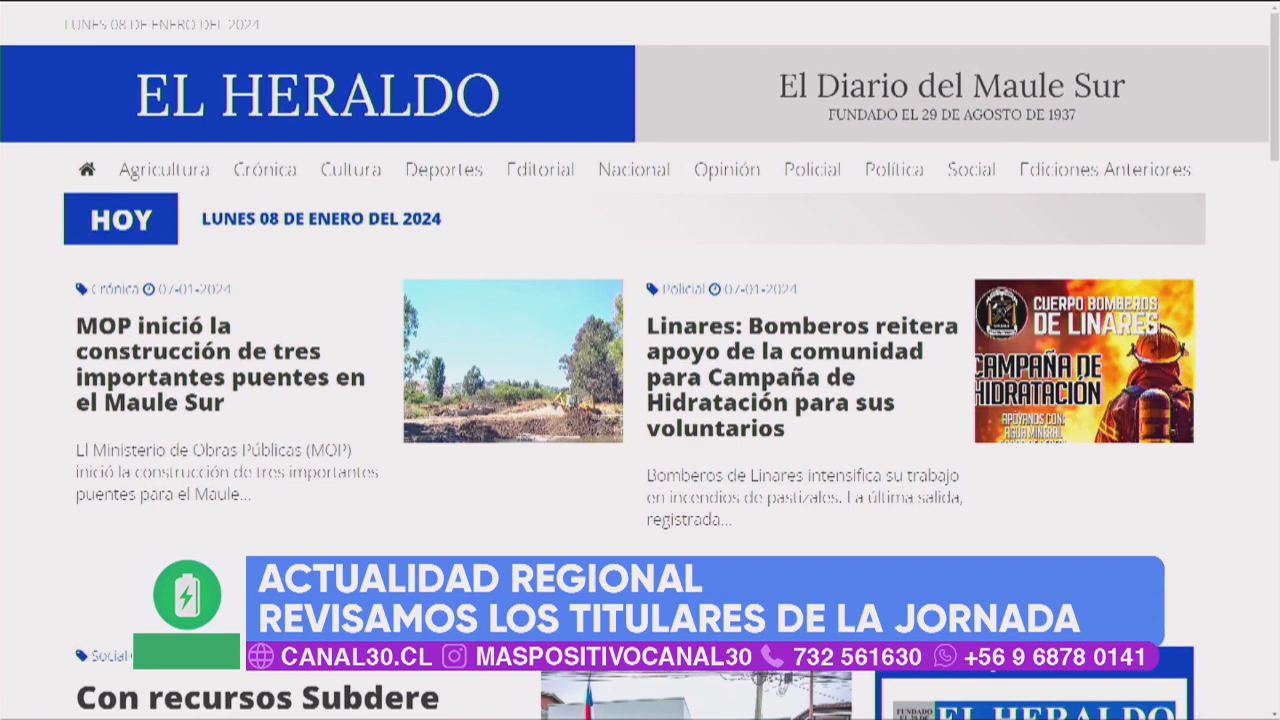 LUNES 08 DE ENERO DEL 2024
EL HERALDO
El Diario del Maule Sur
FUNDADO EL 29 DE AGOSTO DE 1937
Agricultura Crónica Cultura Deportes Editorial Nacional Opinión Policial Política Social Ediciones Anteriores
HOY
LUNES 08 DE ENERO DEL 2024
Crónica 07-01-2024
MOP inició la
construcción de tres
importantes puentes en
el Maule Sur
El Ministerio de Obras Públicas (MOP)
inició la construcción de tres importantes
puentes para el Maule...
Policial 07-01-2024
Linares: Bomberos reitera
apoyo de la comunidad
para Campaña de
Hidratación para sus
voluntarios
Bomberos de Linares intensifica su trabajo
en incendios de pastizales. La última salida,
registrada...
CUERPO BOMBEROS
DE LINARES
CAMPAÑA DE
HIDRATACIÓN
APÓYANOS CON:
AGUA MINERAL
ACTUALIDAD REGIONAL
REVISAMOS LOS TITULARES DE LA JORNADA
CANAL30.CL MASPOSITIVOCANAL30 732 561630 +56 9 6878 0141
Social
Con recursos Subdere
FUNDADO
EL HERALDO